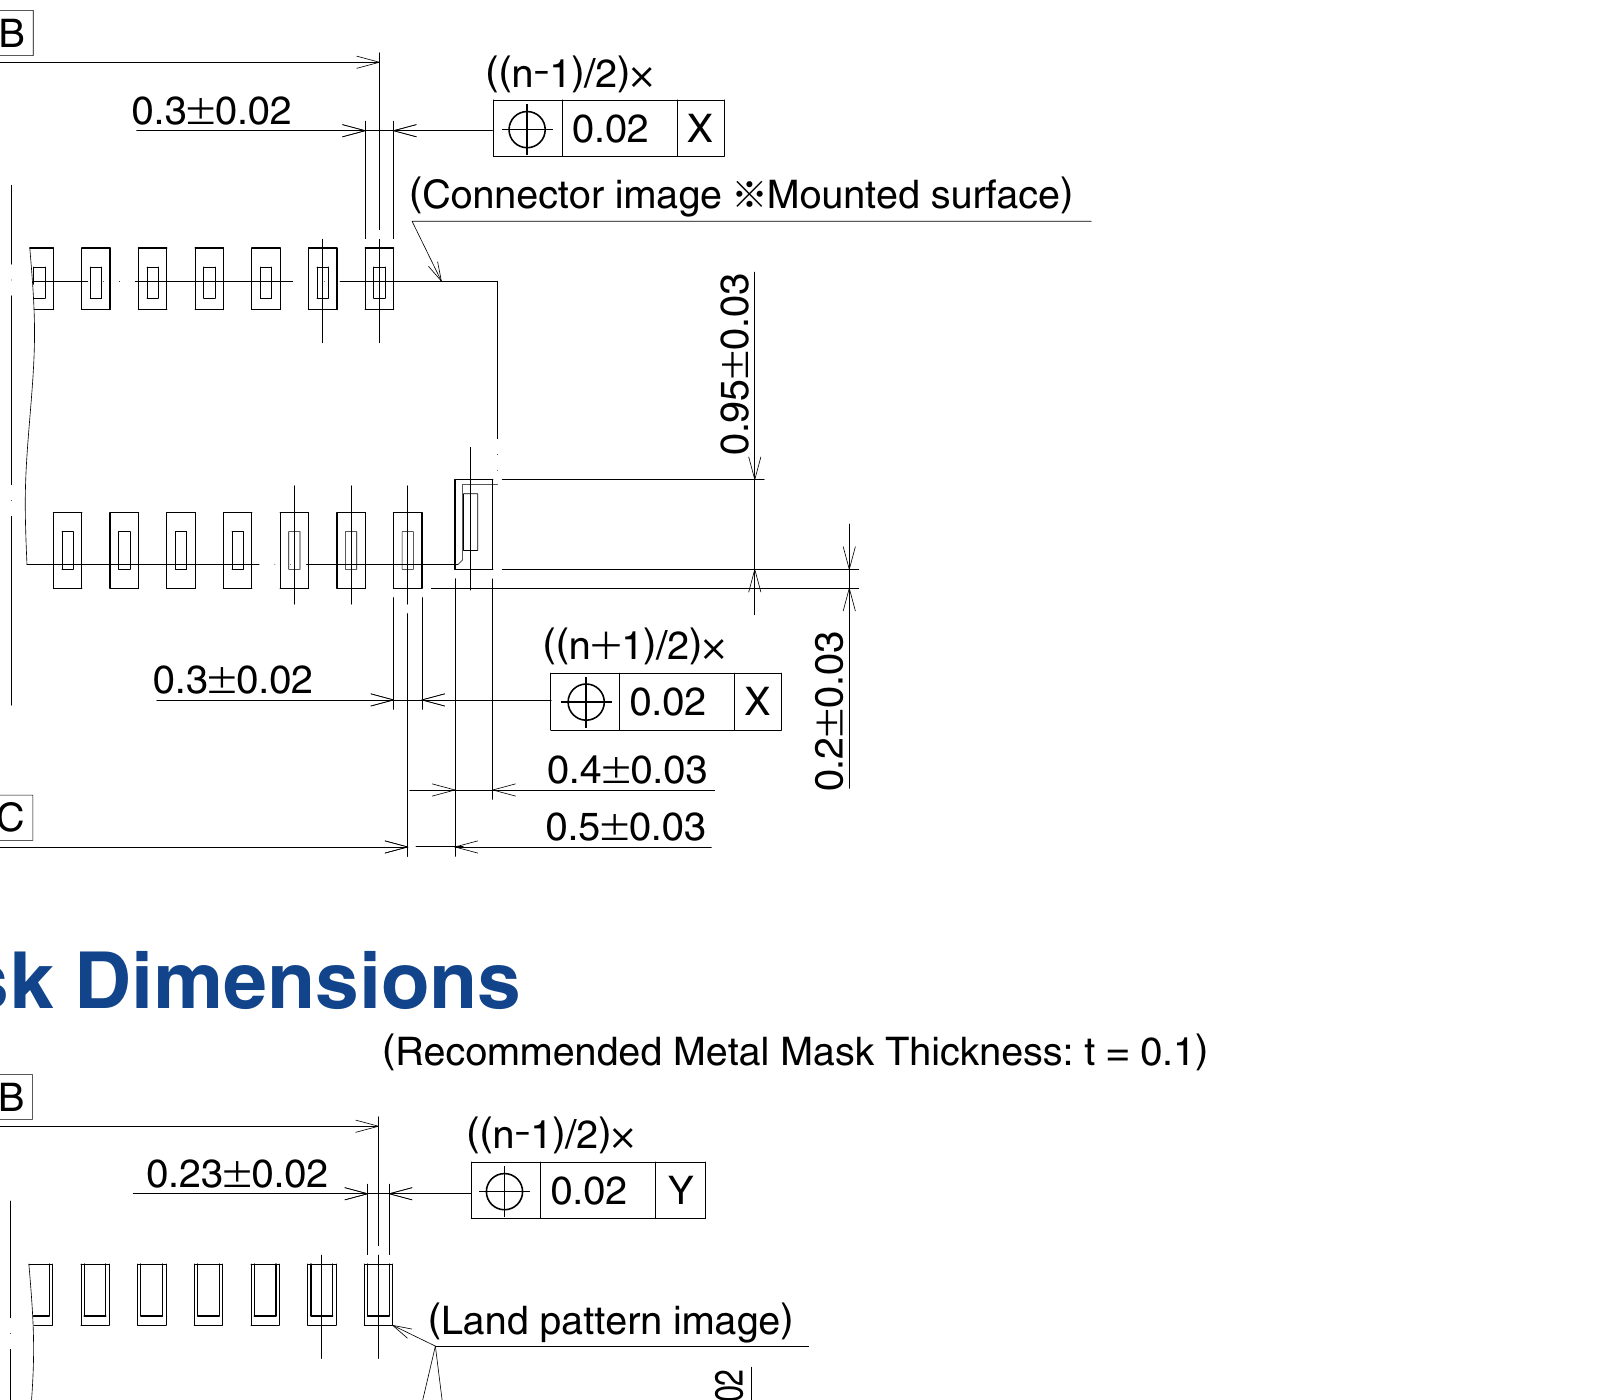 B
((n-1)/2)×
0.3±0.02
0.02 X
(Connector image ※Mounted surface)
0.95±0.03
((n+1)/2)×
0.3±0.02
0.02 X
0.2±0.03
0.4±0.03
C
0.5±0.03
sk Dimensions
(Recommended Metal Mask Thickness: t = 0.1)
B
((n-1)/2)×
0.23±0.02
0.02 Y
(Land pattern image)
02